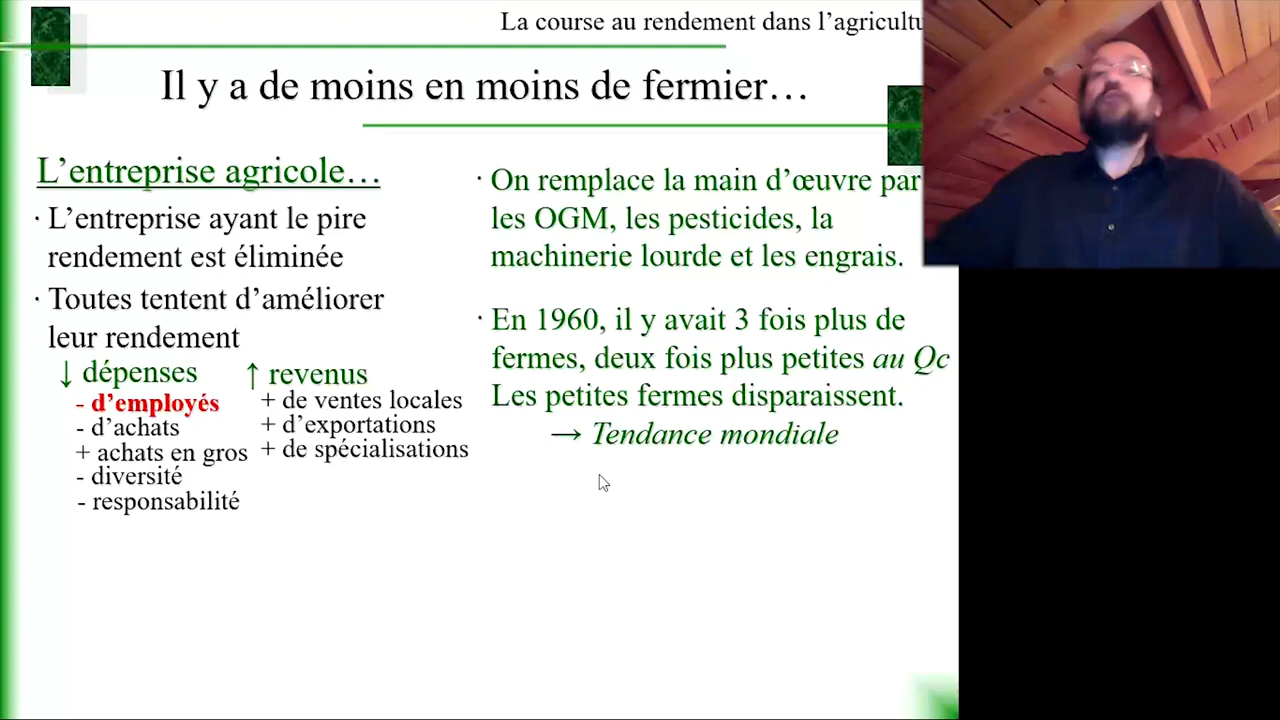 La course au rendement dans l’agricultu
Il y a de moins en moins de fermier…
L’entreprise agricole…
· L’entreprise ayant le pire
rendement est éliminée
· Toutes tentent d’améliorer
leur rendement
↓ dépenses
- d’employés
- d’achats
+ achats en gros
- diversité
- responsabilité
↑ revenus
+ de ventes locales
+ d’exportations
+ de spécialisations
· On remplace la main d’œuvre par
les OGM, les pesticides, la
machinerie lourde et les engrais.
· En 1960, il y avait 3 fois plus de
fermes, deux fois plus petites au Qc
Les petites fermes disparaissent.
→ Tendance mondiale